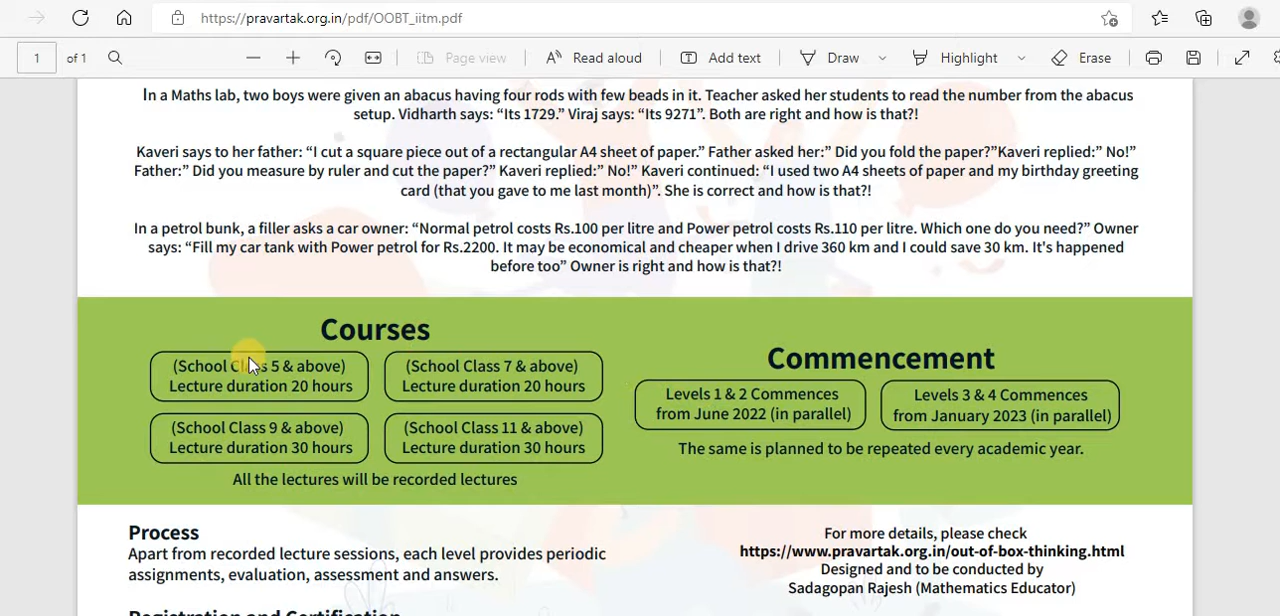 https://pravartak.org.in/pdf/OOBT_iitm.pdf
1 of 1 Page view Read aloud Add text Draw Highlight Erase
In a Maths lab, two boys were given an abacus having four rods with few beads in it. Teacher asked her students to read the number from the abacus
setup. Vidharth says: “Its 1729.” Viraj says: “Its 9271”. Both are right and how is that?!
Kaveri says to her father: “I cut a square piece out of a rectangular A4 sheet of paper.” Father asked her:” Did you fold the paper?”Kaveri replied:” No!”
Father:” Did you measure by ruler and cut the paper?” Kaveri replied:” No!” Kaveri continued: “I used two A4 sheets of paper and my birthday greeting
card (that you gave to me last month)”. She is correct and how is that?!
In a petrol bunk, a filler asks a car owner: “Normal petrol costs Rs.100 per litre and Power petrol costs Rs.110 per litre. Which one do you need?” Owner
says: “Fill my car tank with Power petrol for Rs.2200. It may be economical and cheaper when I drive 360 km and I could save 30 km. It's happened
before too” Owner is right and how is that?!
Courses
(School Class 5 & above)
Lecture duration 20 hours
(School Class 7 & above)
Lecture duration 20 hours
(School Class 9 & above)
Lecture duration 30 hours
(School Class 11 & above)
Lecture duration 30 hours
All the lectures will be recorded lectures
Commencement
Levels 1 & 2 Commences
from June 2022 (in parallel)
Levels 3 & 4 Commences
from January 2023 (in parallel)
The same is planned to be repeated every academic year.
Process
Apart from recorded lecture sessions, each level provides periodic
assignments, evaluation, assessment and answers.
Registration and Certification
For more details, please check
https://www.pravartak.org.in/out-of-box-thinking.html
Designed and to be conducted by
Sadagopan Rajesh (Mathematics Educator)